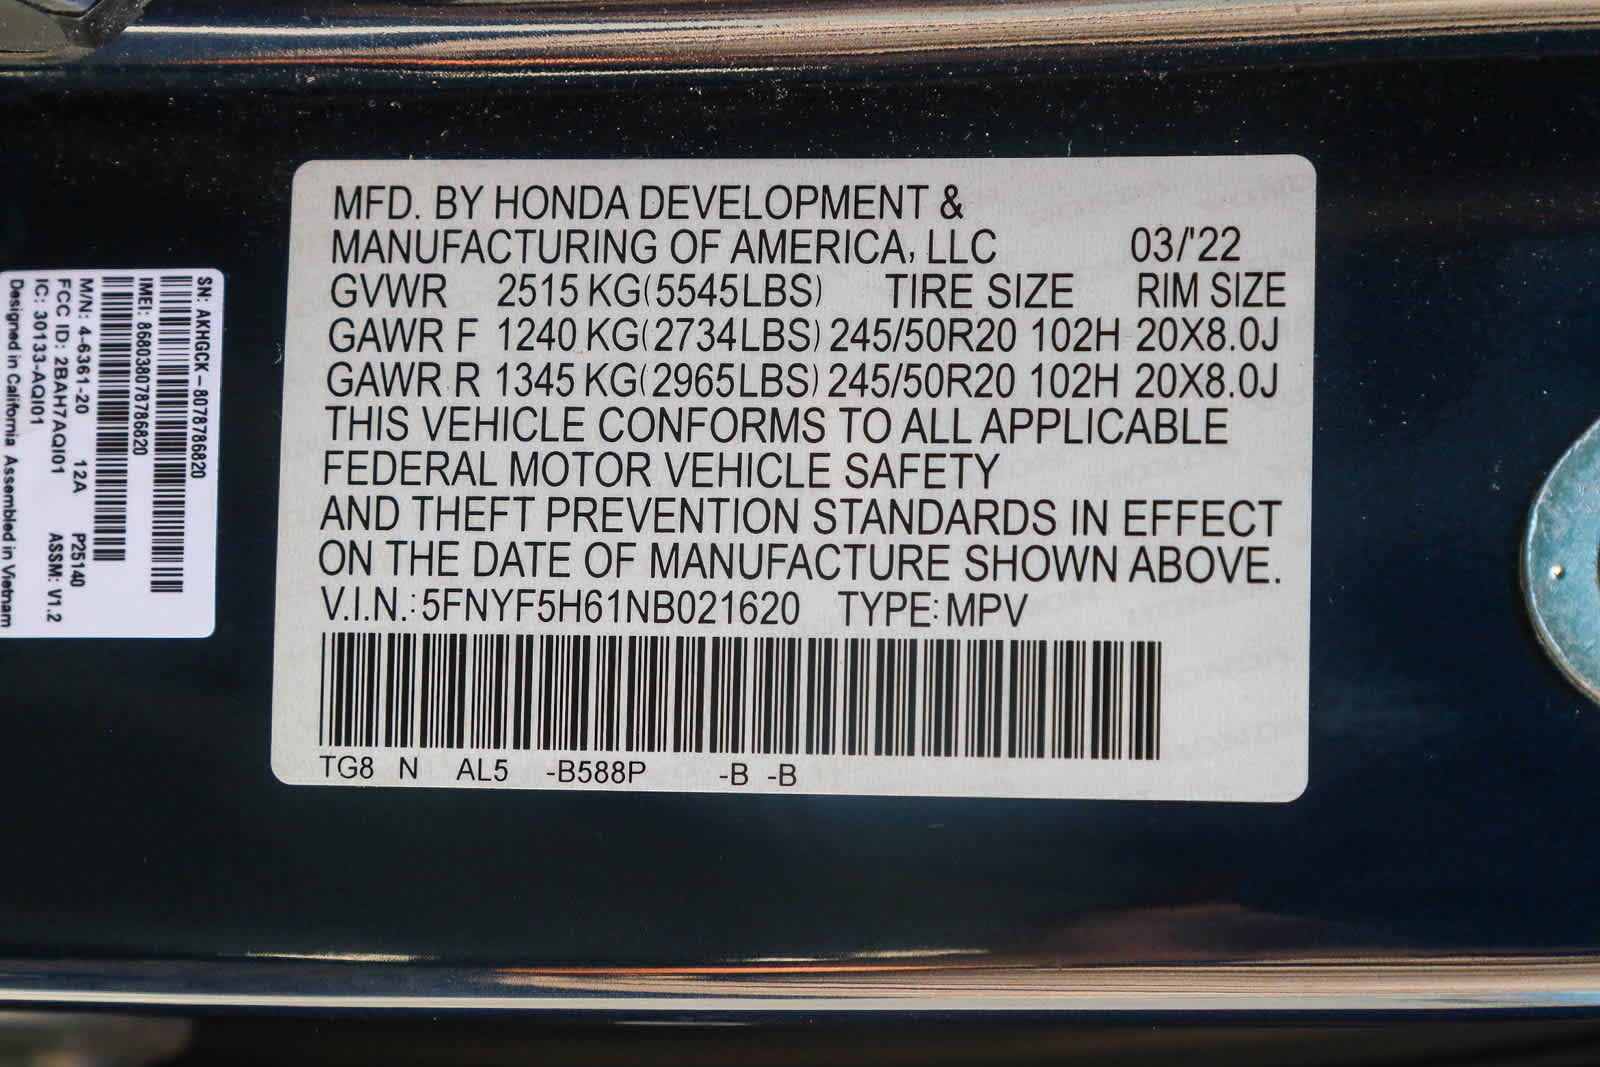 MFD. BY HONDA DEVELOPMENT &
MANUFACTURING OF AMERICA, LLC 03/'22
GVWR 2515 KG(5545LBS) TIRE SIZE RIM SIZE
GAWR F 1240 KG(2734LBS) 245/50R20 102H 20X8.0J
GAWR R 1345 KG(2965LBS) 245/50R20 102H 20X8.0J
THIS VEHICLE CONFORMS TO ALL APPLICABLE
FEDERAL MOTOR VEHICLE SAFETY
AND THEFT PREVENTION STANDARDS IN EFFECT
ON THE DATE OF MANUFACTURE SHOWN ABOVE.
V.I.N.: 5FNYF5H61NB021620 TYPE: MPV
TG8 N AL5 -B588P -B -B
SN: AKHGCK - 8078786820
IMEI: 868038078786820
M/N: 4-6361-20 12A P25140
FCC ID: 2BAH7AQI01 ASSM: V1.2
IC: 30133-AQI01
Designed in California Assembled in Vietnam